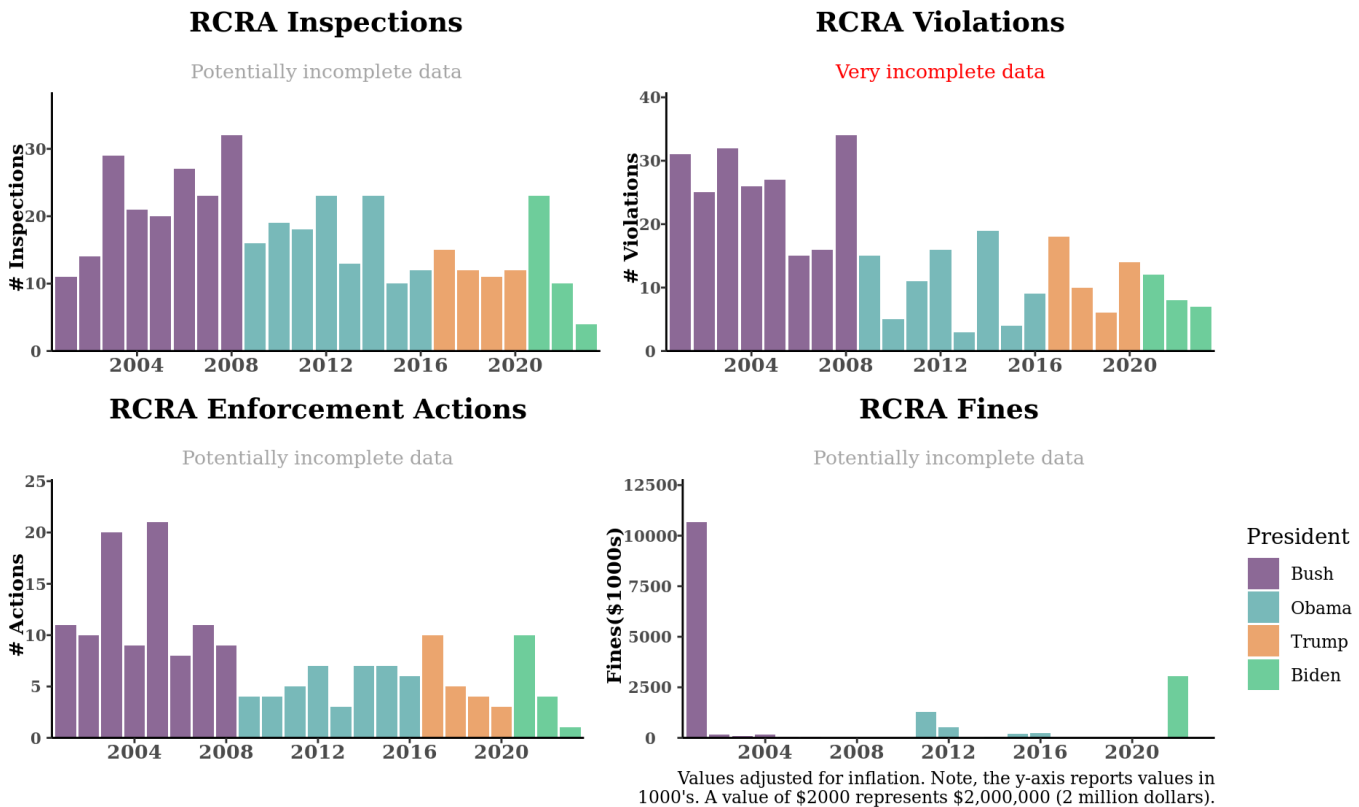 RCRA Inspections
Potentially incomplete data
# Inspections
30
20
10
0
2004 2008 2012 2016 2020
RCRA Violations
Very incomplete data
# Violations
40
30
20
10
0
2004 2008 2012 2016 2020
RCRA Enforcement Actions
Potentially incomplete data
# Actions
25
20
15
10
5
0
2004 2008 2012 2016 2020
RCRA Fines
Potentially incomplete data
Fines($1000s)
12500
10000
7500
5000
2500
0
2004 2008 2012 2016 2020
Values adjusted for inflation. Note, the y-axis reports values in
1000's. A value of $2000 represents $2,000,000 (2 million dollars).
President
Bush
Obama
Trump
Biden